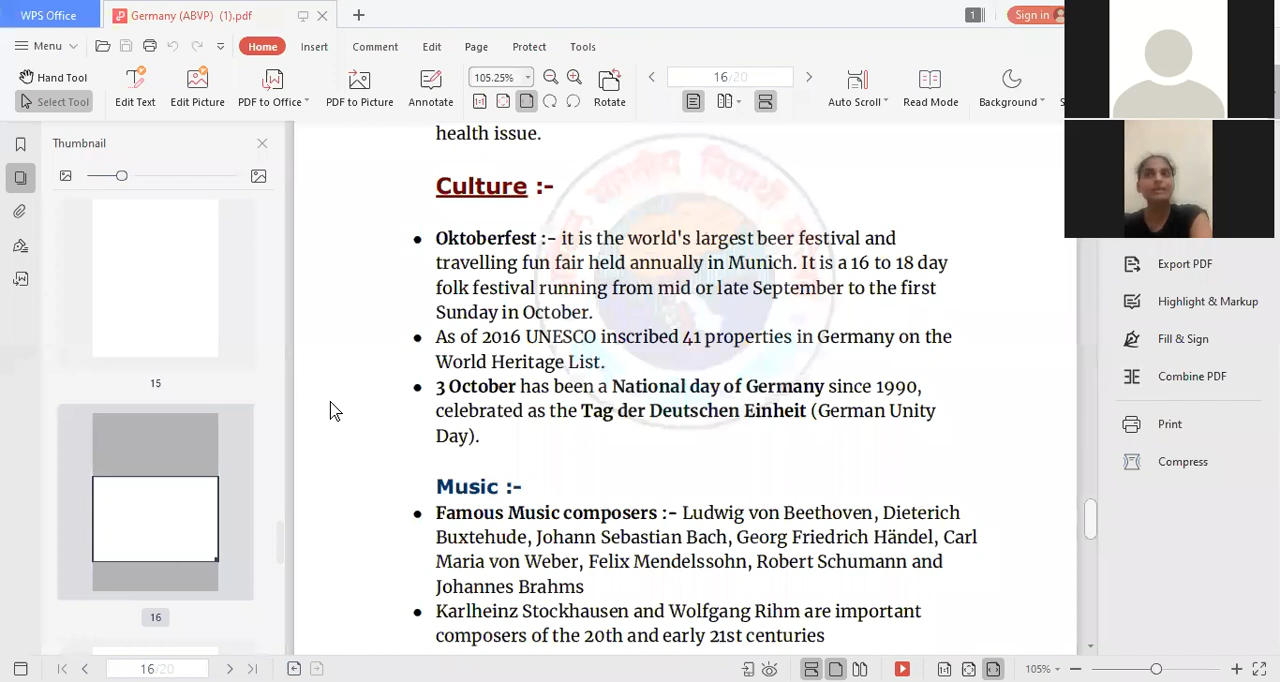 WPS Office
Germany (ABVP) (1).pdf
1
Sign in
Menu
Home
Insert
Comment
Edit
Page
Protect
Tools
Hand Tool
Select Tool
Edit Text
Edit Picture
PDF to Office
PDF to Picture
Annotate
105.25%
Rotate
16/20
Auto Scroll
Read Mode
Background
Thumbnail
15
16
health issue.
Culture :-
Oktoberfest :- it is the world's largest beer festival and
travelling fun fair held annually in Munich. It is a 16 to 18 day
folk festival running from mid or late September to the first
Sunday in October.
As of 2016 UNESCO inscribed 41 properties in Germany on the
World Heritage List.
3 October has been a National day of Germany since 1990,
celebrated as the Tag der Deutschen Einheit (German Unity
Day).
Music :-
Famous Music composers :- Ludwig von Beethoven, Dieterich
Buxtehude, Johann Sebastian Bach, Georg Friedrich Händel, Carl
Maria von Weber, Felix Mendelssohn, Robert Schumann and
Johannes Brahms
Karlheinz Stockhausen and Wolfgang Rihm are important
composers of the 20th and early 21st centuries
Export PDF
Highlight & Markup
Fill & Sign
Combine PDF
Print
Compress
16/20
105%